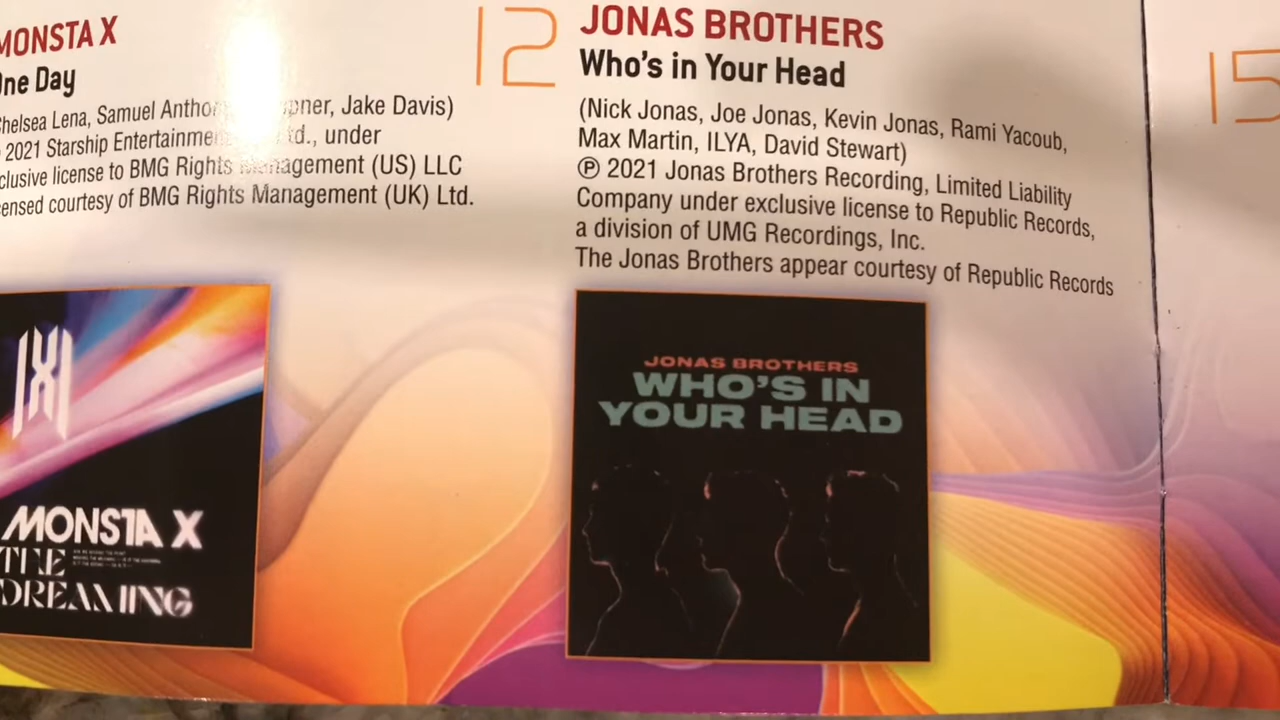 MONSTA X
One Day
Chelsea Lena, Samuel Jake Davis)
2021 Starship under
exclusive license to BMG Rights Management (US) LLC
Licensed courtesy of BMG Rights Management (UK) Ltd.
MONSTA X
THE
DREAMING
12
JONAS BROTHERS
Who's in Your Head
(Nick Jonas, Joe Jonas, Kevin Jonas, Rami Yacoub,
Max Martin, ILYA, David Stewart)
℗ 2021 Jonas Brothers Recording, Limited Liability
Company under exclusive license to Republic Records,
a division of UMG Recordings, Inc.
The Jonas Brothers appear courtesy of Republic Records
JONAS BROTHERS
WHO'S IN
YOUR HEAD
15